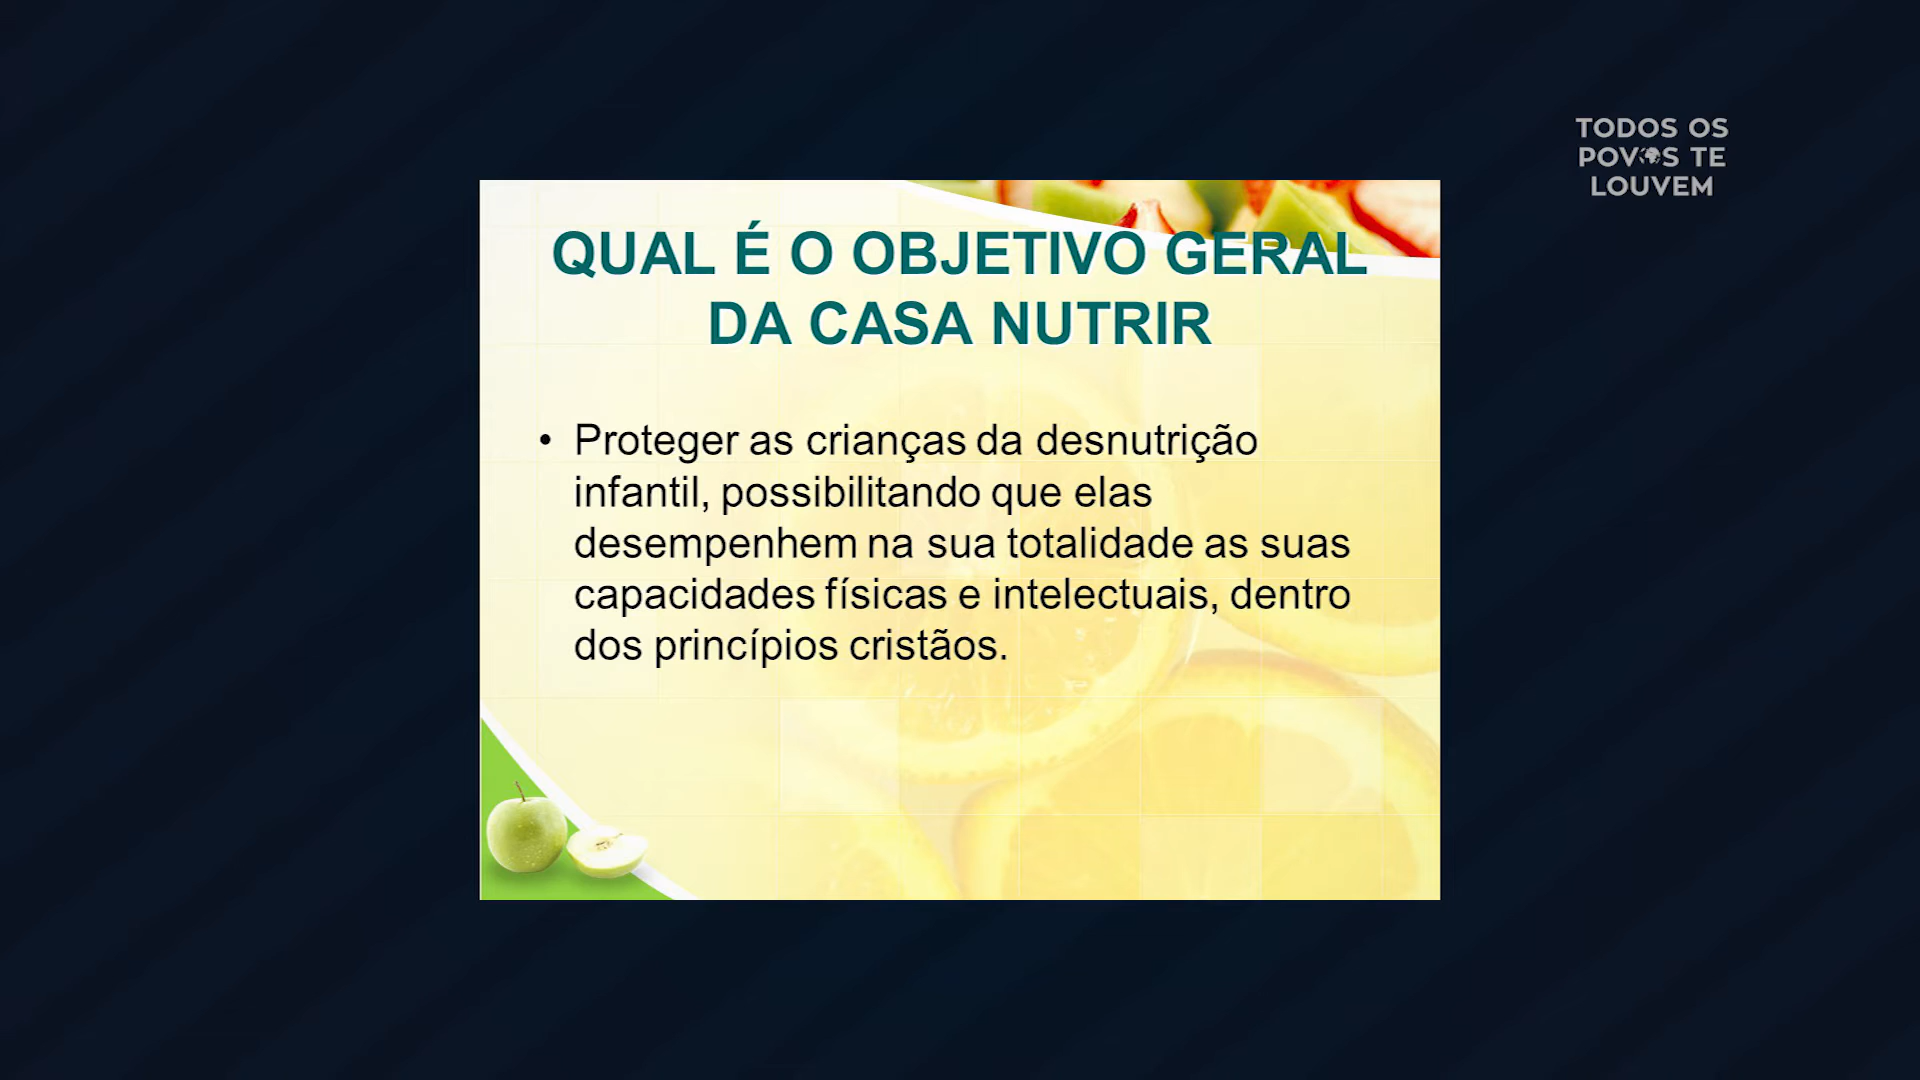 TODOS OS
POVOS TE
LOUVEM
QUAL É O OBJETIVO GERAL
DA CASA NUTRIR
• Proteger as crianças da desnutrição
infantil, possibilitando que elas
desempenhem na sua totalidade as suas
capacidades físicas e intelectuais, dentro
dos princípios cristãos.